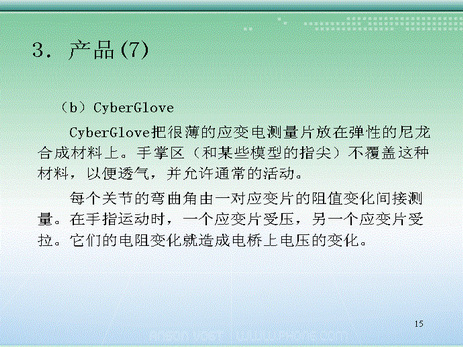 3．产品(7)
（b）CyberGlove
CyberGlove把很薄的应变电测量片放在弹性的尼龙
合成材料上。手掌区（和某些模型的指尖）不覆盖这种
材料，以便透气，并允许通常的活动。
每个关节的弯曲角由一对应变片的阻值变化间接测
量。在手指运动时，一个应变片受压，另一个应变片受
拉。它们的电阻变化就造成电桥上电压的变化。
15